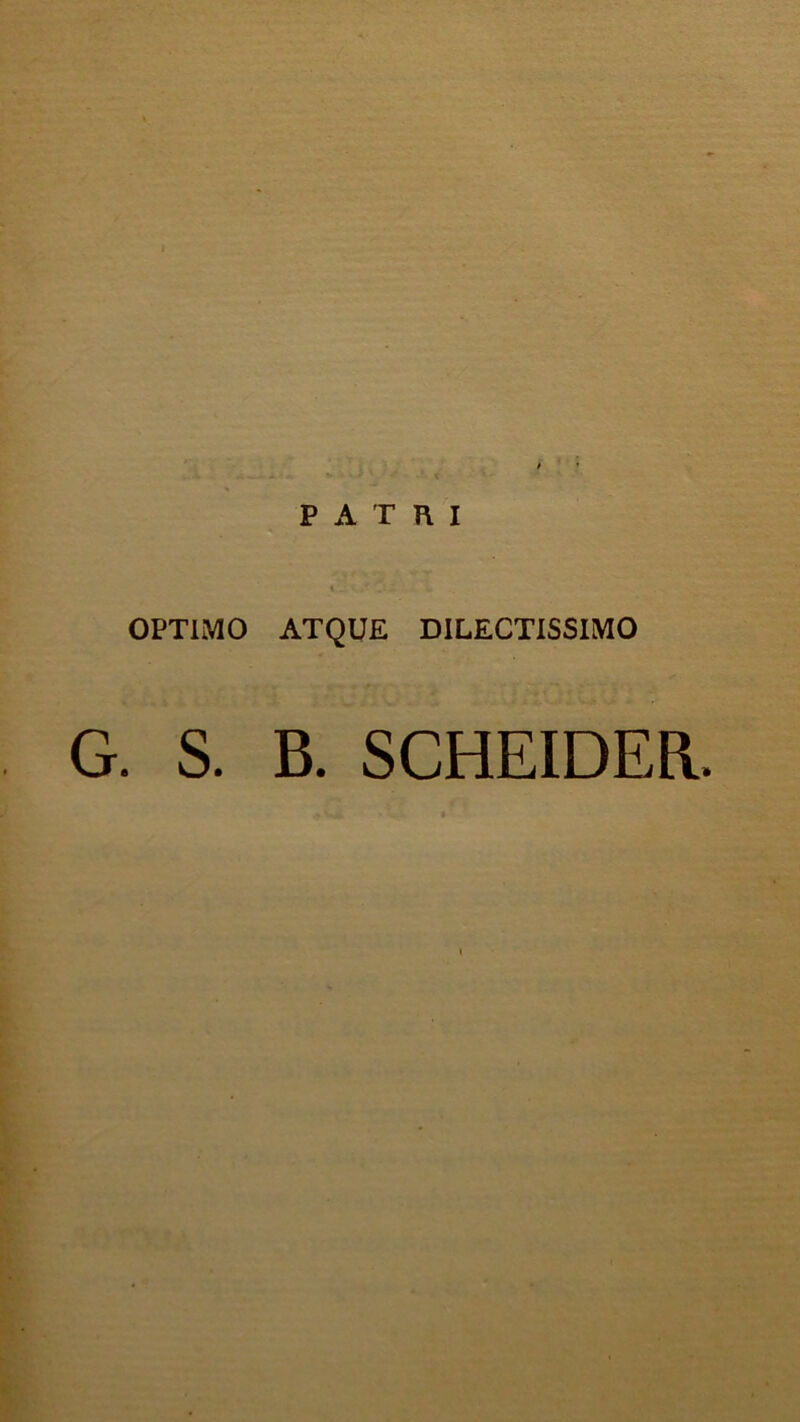 PATRI
OPTIMO ATQUE DILECTISSIMO
G. S. B. SCHEIDER.